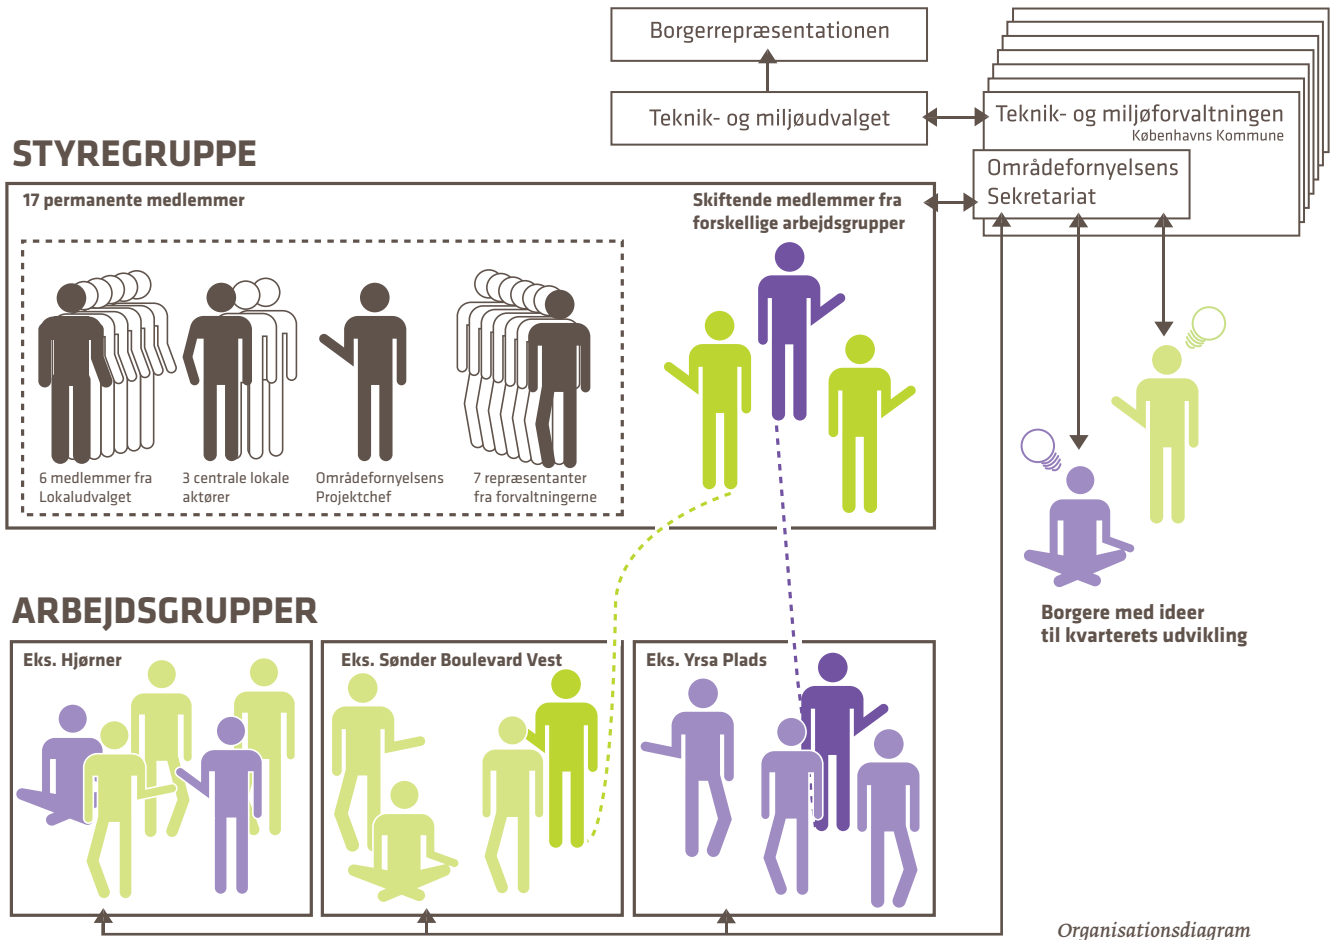 Borgerrepræsentationen
Teknik- og miljøudvalget
Teknik- og miljøforvaltningen
Københavns Kommune
Områdefornyelsens
Sekretariat
STYREGRUPPE
17 permanente medlemmer
Skiftende medlemmer fra
forskellige arbejdsgrupper
6 medlemmer fra
Lokaludvalget
3 centrale lokale
aktører
Områdefornyelsens
Projektchef
7 repræsentanter
fra forvaltningerne
Borgere med ideer
til kvarterets udvikling
ARBEJDSGRUPPER
Eks. Hjørner
Eks. Sønder Boulevard Vest
Eks. Yrsa Plads
Organisationsdiagram